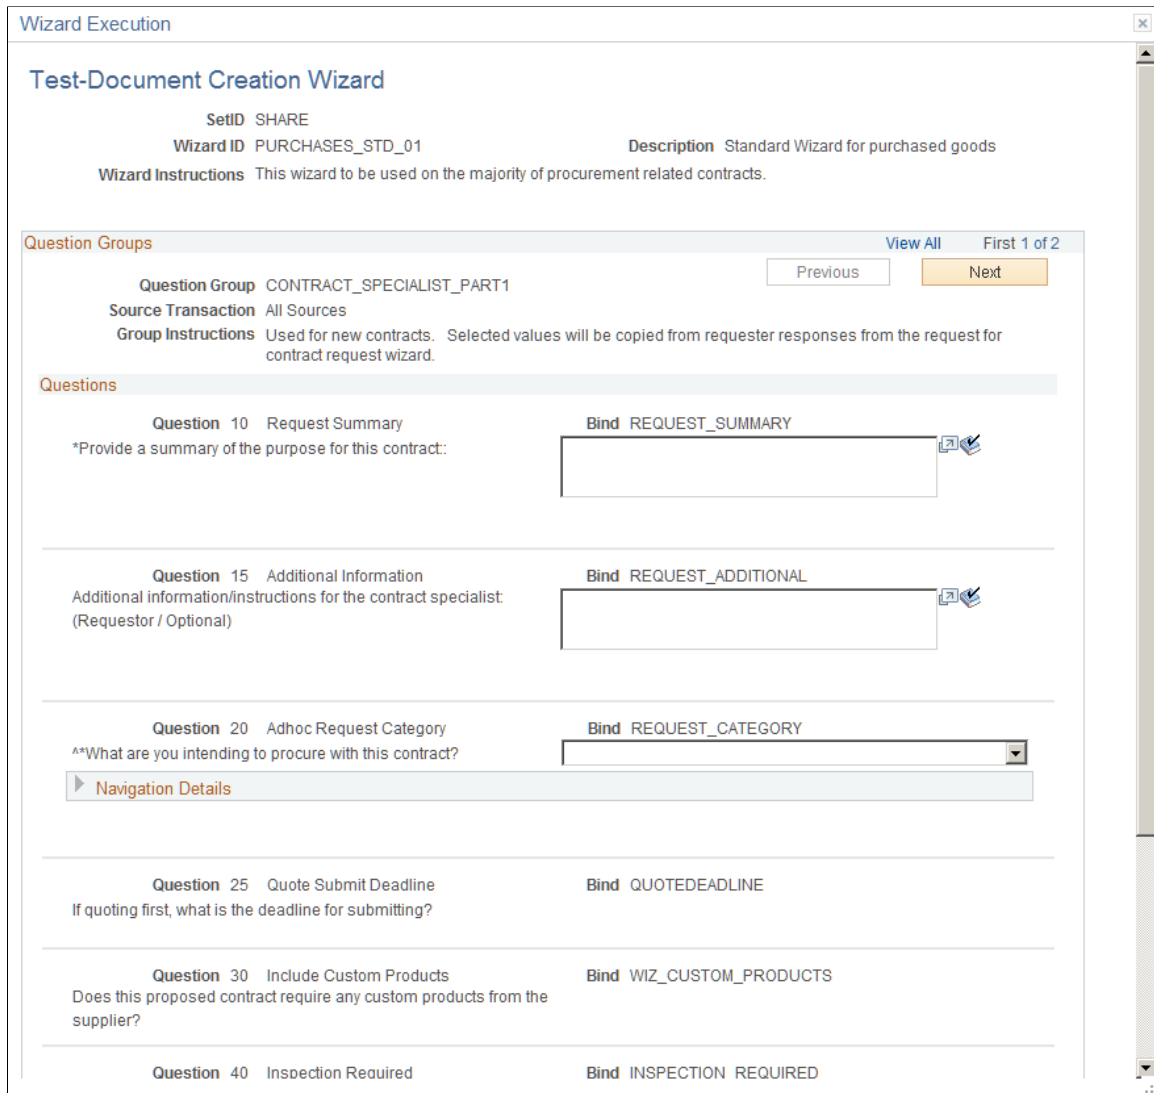 Wizard Execution
Test-Document Creation Wizard
SetID SHARE
Wizard ID PURCHASES_STD_01 Description Standard Wizard for purchased goods
Wizard Instructions This wizard to be used on the majority of procurement related contracts.
Question Groups View All First 1 of 2
Previous Next
Question Group CONTRACT_SPECIALIST_PART1
Source Transaction All Sources
Group Instructions Used for new contracts. Selected values will be copied from requester responses from the request for
contract request wizard.
Questions
Question 10 Request Summary Bind REQUEST_SUMMARY
*Provide a summary of the purpose for this contract::
Question 15 Additional Information Bind REQUEST_ADDITIONAL
Additional information/instructions for the contract specialist:
(Requestor / Optional)
Question 20 Adhoc Request Category Bind REQUEST_CATEGORY
^*What are you intending to procure with this contract?
Navigation Details
Question 25 Quote Submit Deadline Bind QUOTEDEADLINE
If quoting first, what is the deadline for submitting?
Question 30 Include Custom Products Bind WIZ_CUSTOM_PRODUCTS
Does this proposed contract require any custom products from the
supplier?
Question 40 Inspection Required Bind INSPECTION_REQUIRED